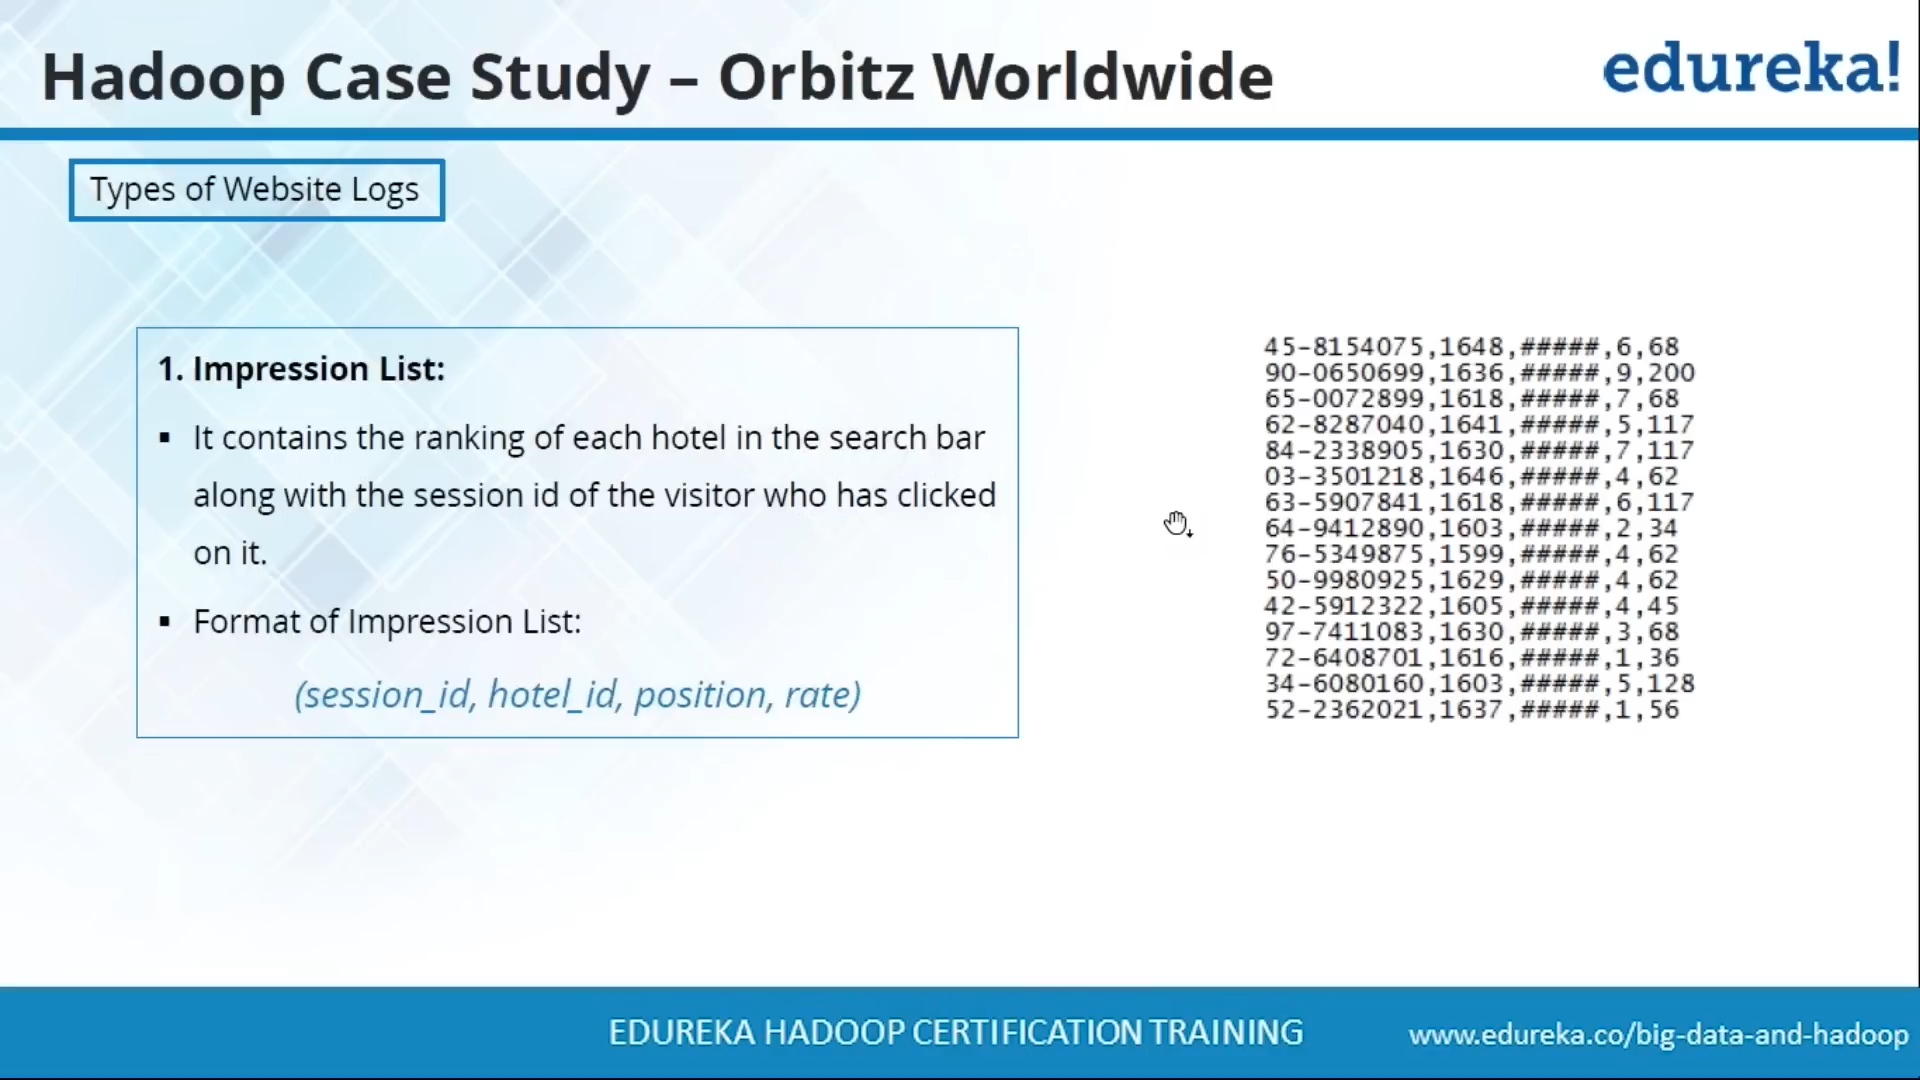 Hadoop Case Study – Orbitz Worldwide
edureka!
Types of Website Logs
1. Impression List:
▪ It contains the ranking of each hotel in the search bar
along with the session id of the visitor who has clicked
on it.
▪ Format of Impression List:
(session_id, hotel_id, position, rate)
45-8154075,1648,#####,6,68
90-0650699,1636,#####,9,200
65-0072899,1618,#####,7,68
62-8287040,1641,#####,5,117
84-2338905,1630,#####,7,117
03-3501218,1646,#####,4,62
63-5907841,1618,#####,6,117
64-9412890,1603,#####,2,34
76-5349875,1599,#####,4,62
50-9980925,1629,#####,4,62
42-5912322,1605,#####,4,45
97-7411083,1630,#####,3,68
72-6408701,1616,#####,1,36
34-6080160,1603,#####,5,128
52-2362021,1637,#####,1,56
EDUREKA HADOOP CERTIFICATION TRAINING
www.edureka.co/big-data-and-hadoop